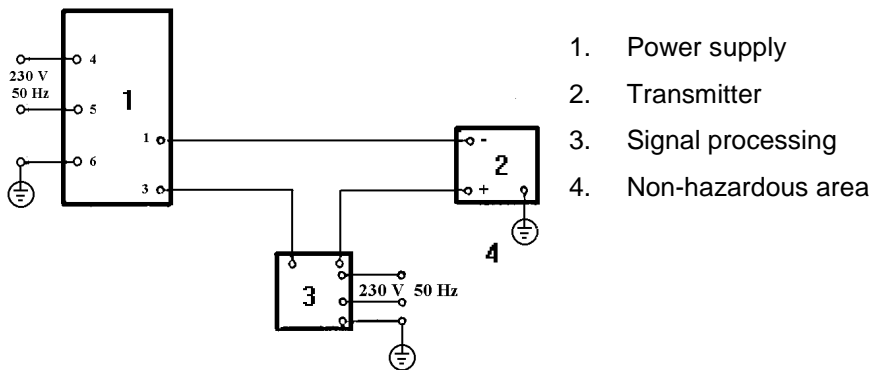 1. Power supply
2. Transmitter
3. Signal processing
4. Non-hazardous area
230 V
50 Hz
4
5
6
1
1
3
-
+
2
4
3
230 V 50 Hz